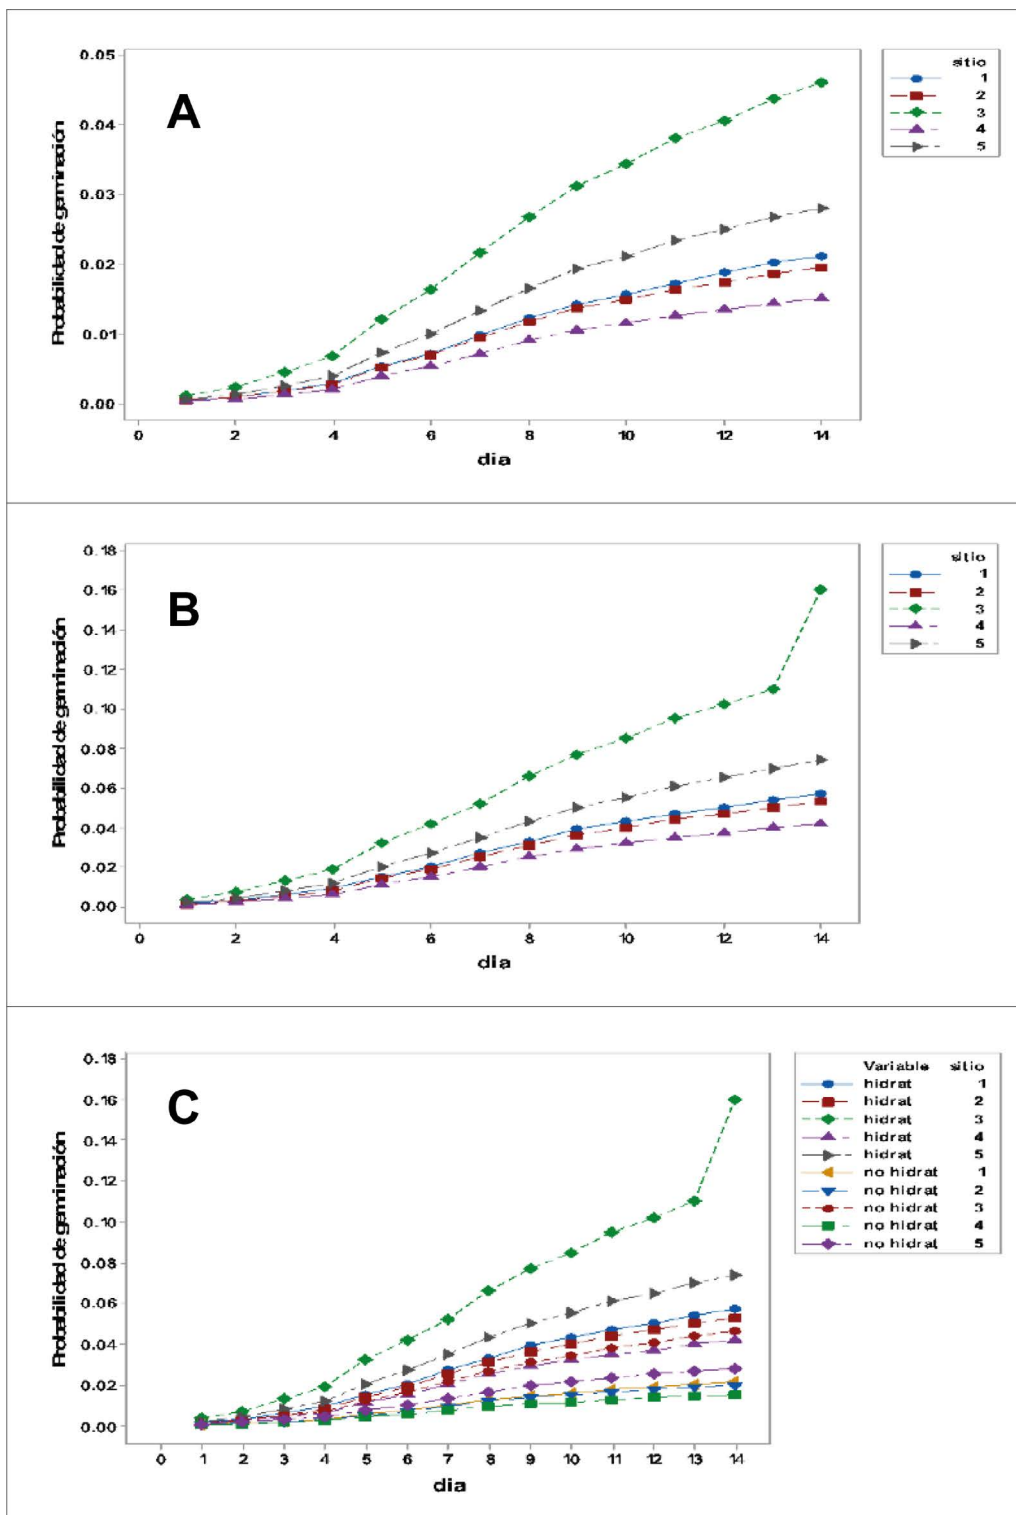 A
0.05
0.04
0.03
0.02
0.01
0.00
Probabilidad de germinación
0 2 4 6 8 10 12 14
dia
sitio
1
2
3
4
5
B
0.18
0.16
0.14
0.12
0.10
0.08
0.06
0.04
0.02
0.00
Probabilidad de germinación
0 2 4 6 8 10 12 14
dia
sitio
1
2
3
4
5
C
0.18
0.16
0.14
0.12
0.10
0.08
0.06
0.04
0.02
0.00
Probabilidad de germinación
0 1 2 3 4 5 6 7 8 9 10 11 12 13 14
dia
Variable sitio
hidrat 1
hidrat 2
hidrat 3
hidrat 4
hidrat 5
no hidrat 1
no hidrat 2
no hidrat 3
no hidrat 4
no hidrat 5